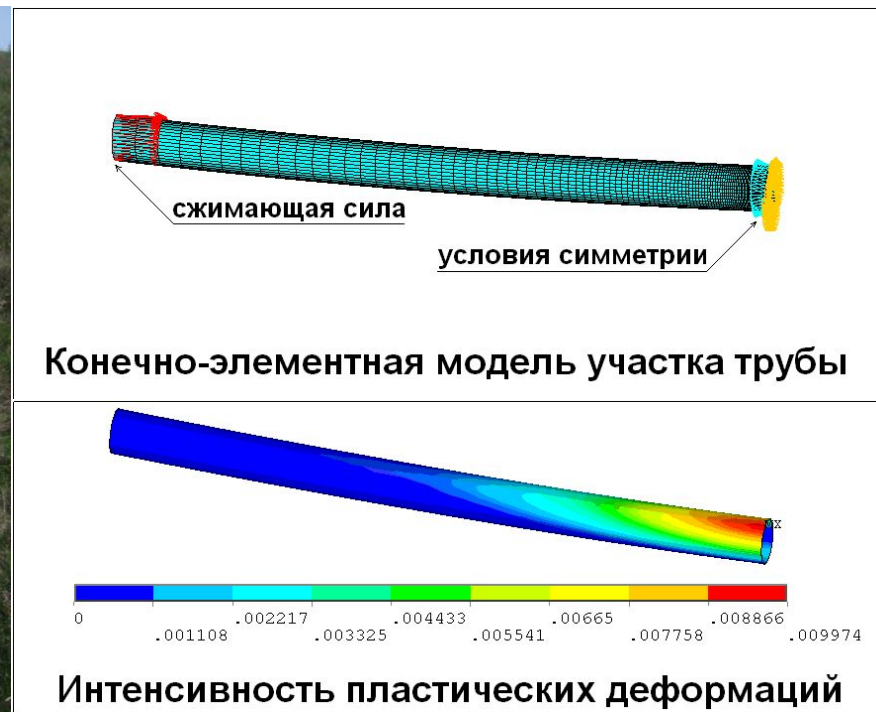 сжимающая сила
условия симметрии
Конечно-элементная модель участка трубы
0 .002217 .004433 .00665 .008866
.001108 .003325 .005541 .007758 .009974
Интенсивность пластических деформаций